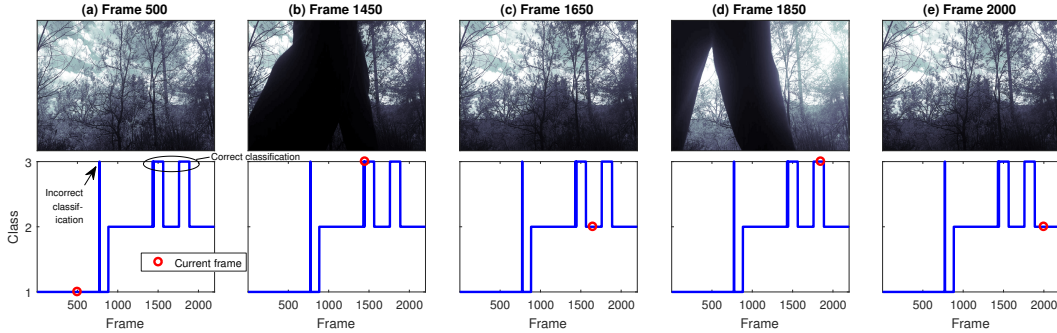 (a) Frame 500
(b) Frame 1450
(c) Frame 1650
(d) Frame 1850
(e) Frame 2000
3
2
1
Class
Correct classification
Incorrect
classif-
ication
Current frame
500 1000 1500 2000
Frame
500 1000 1500 2000
Frame
500 1000 1500 2000
Frame
500 1000 1500 2000
Frame
500 1000 1500 2000
Frame